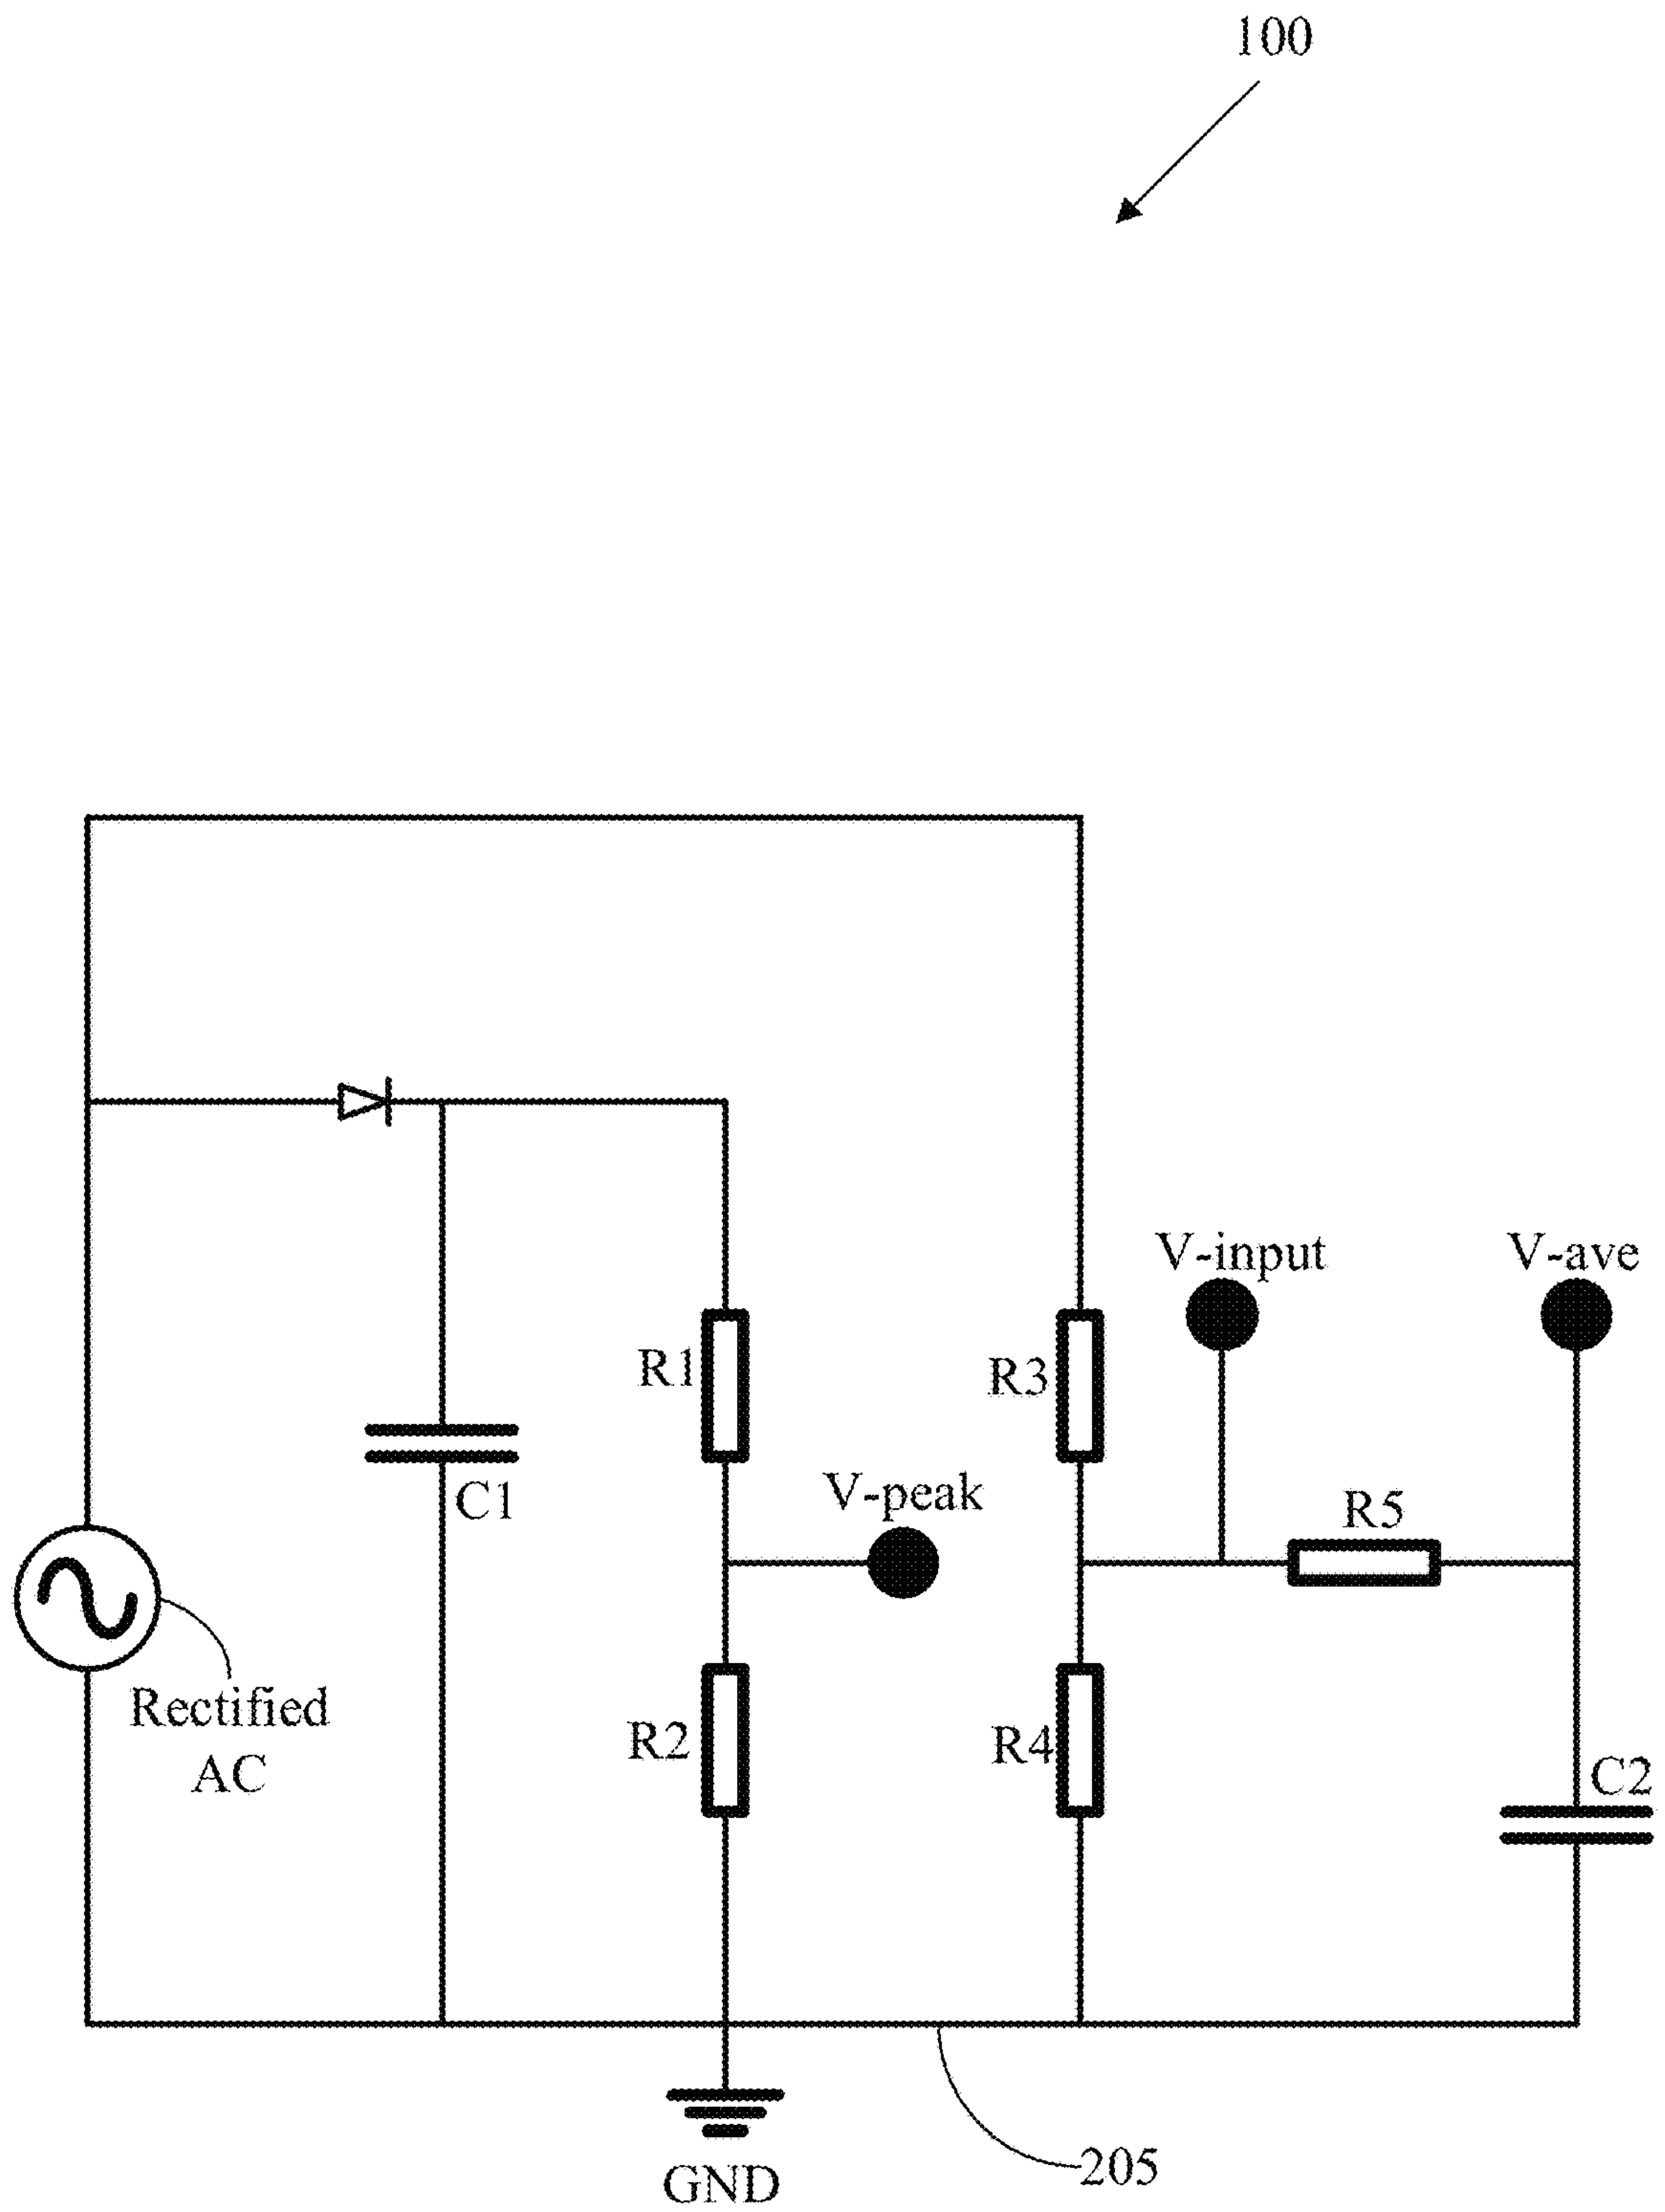 100
V-input
V-ave
R1
R3
V-peak
C1
R5
Rectified
AC
R2
R4
C2
205
GND